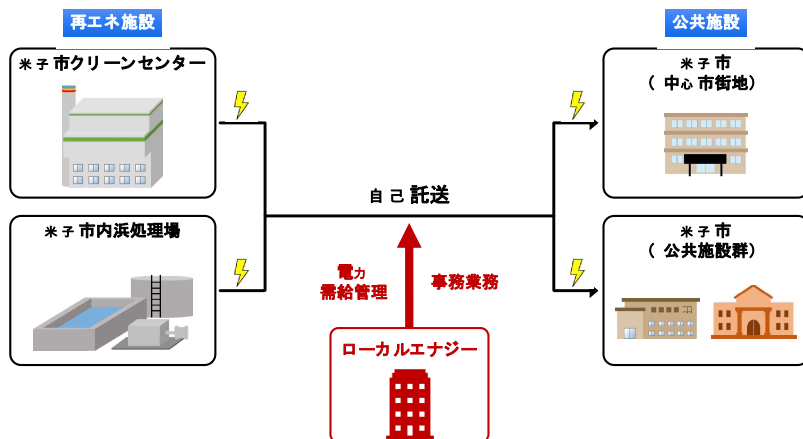 再エネ施設
公共施設
米子市クリーンセンター
米子市
（中心市街地）
自己託送
米子市内浜処理場
米子市
（公共施設群）
電力
需給管理
事務業務
ローカルエナジー